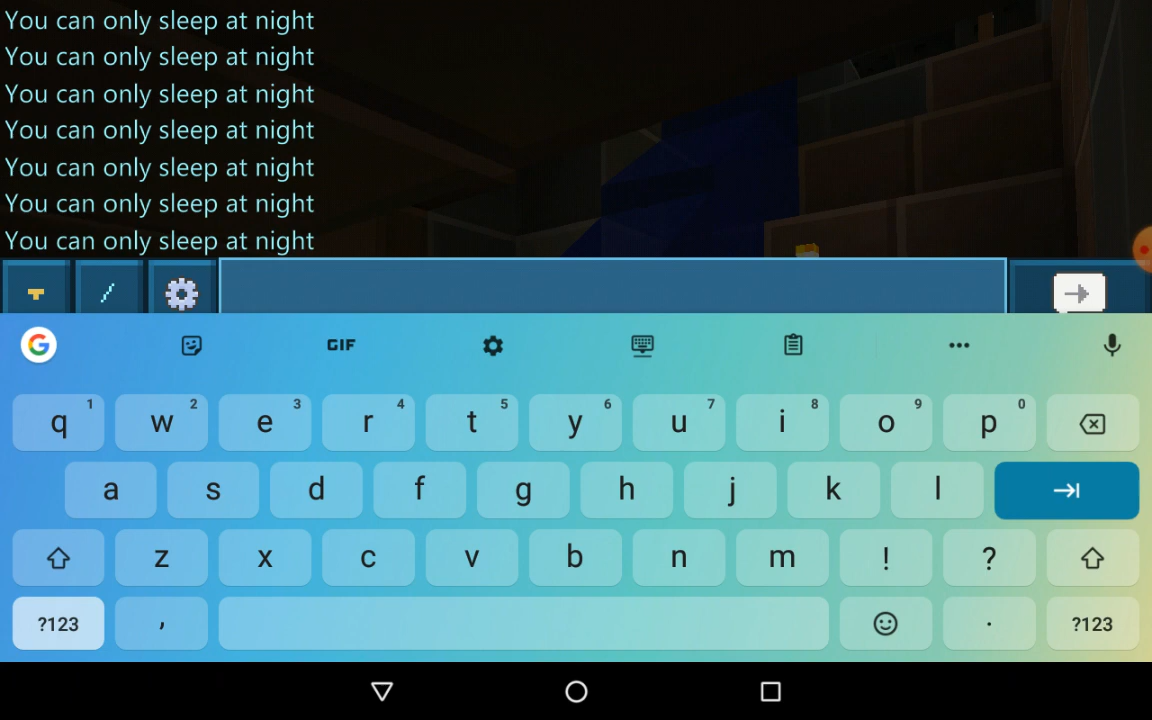 You can only sleep at night
You can only sleep at night
You can only sleep at night
You can only sleep at night
You can only sleep at night
You can only sleep at night
You can only sleep at night
G GIF
1 2 3 4 5 6 7 8 9 0
q w e r t y u i o p
a s d f g h j k l
z x c v b n m ! ?
?123 , . ?123